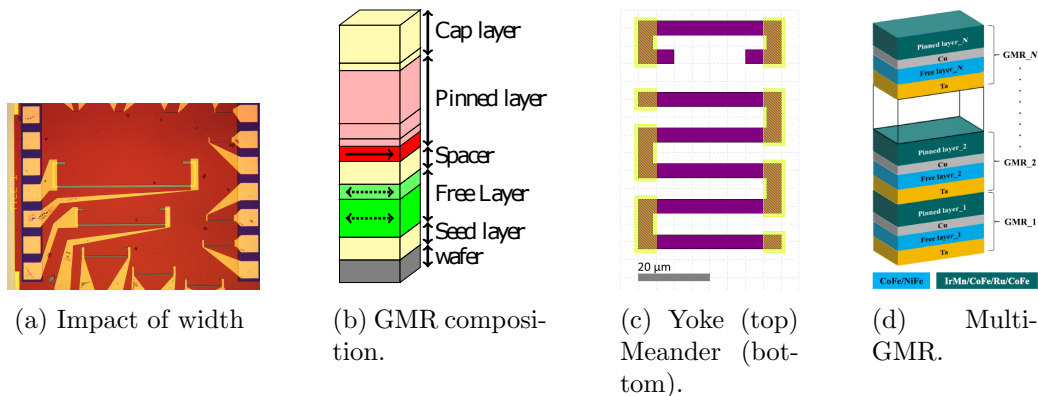 Cap layer
Pinned layer
Spacer
Free Layer
Seed layer
wafer
20 μm
Pinned layer_N
Cu
Free layer_N
Ta
GMR_N
Pinned layer_2
Cu
Free layer_2
Ta
GMR_2
Pinned layer_1
Cu
Free layer_1
Ta
GMR_1
CoFe/NiFe
IrMn/CoFe/Ru/CoFe
(a) Impact of width
(b) GMR composi-
tion.
(c) Yoke (top)
Meander (bot-
tom).
(d) Multi-
GMR.